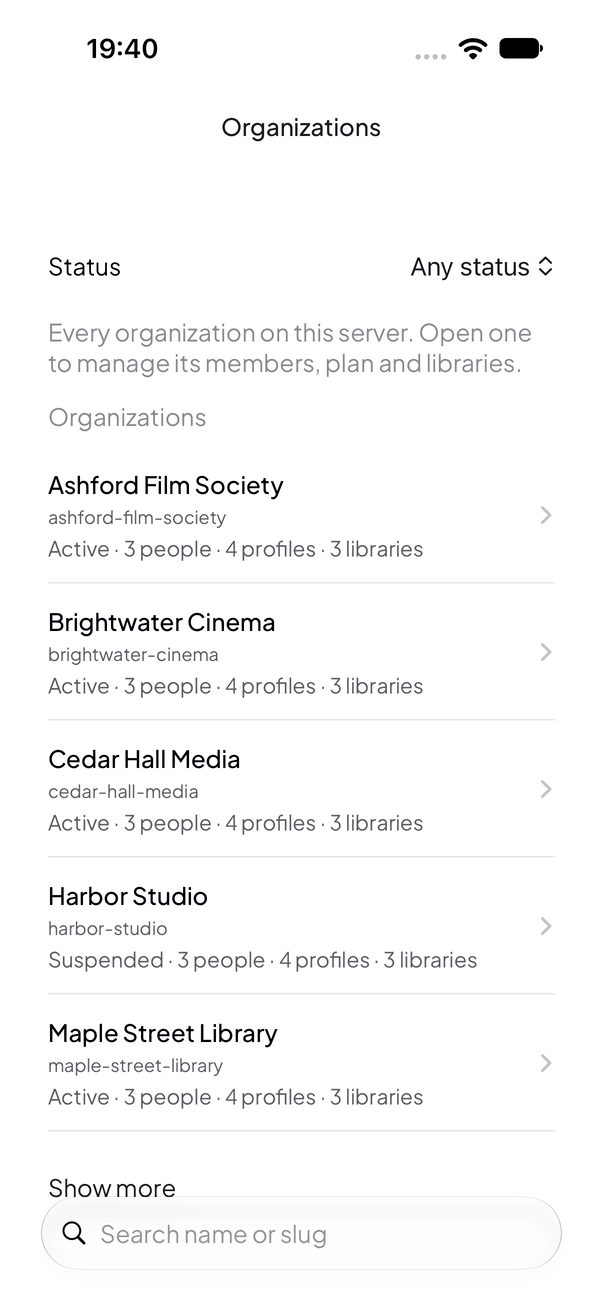 19:40
Organizations
Status
Any status
Every organization on this server. Open one
to manage its members, plan and libraries.
Organizations
Ashford Film Society
ashford-film-society
Active · 3 people · 4 profiles · 3 libraries
Brightwater Cinema
brightwater-cinema
Active · 3 people · 4 profiles · 3 libraries
Cedar Hall Media
cedar-hall-media
Active · 3 people · 4 profiles · 3 libraries
Harbor Studio
harbor-studio
Suspended · 3 people · 4 profiles · 3 libraries
Maple Street Library
maple-street-library
Active · 3 people · 4 profiles · 3 libraries
Show more
Search name or slug